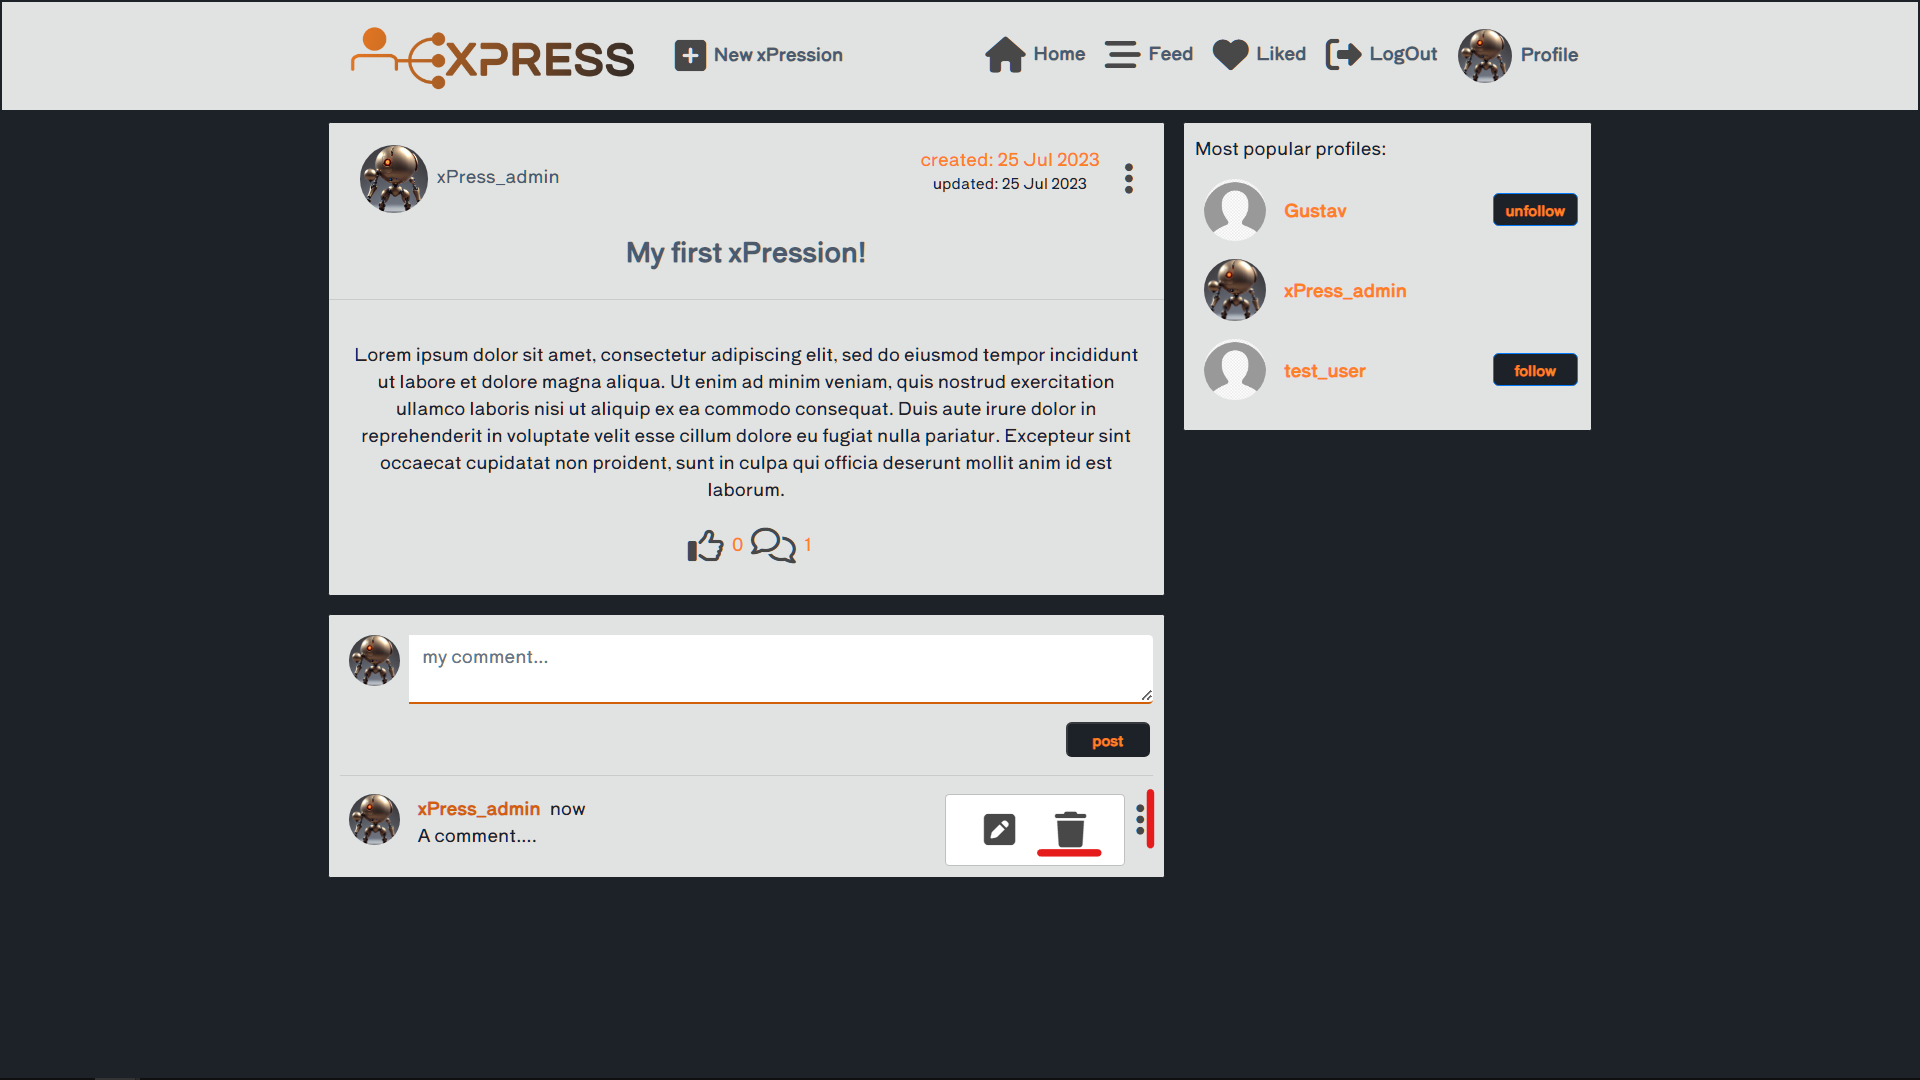 XPRESS
New xPression
Home
Feed
Liked
LogOut
Profile
xPress_admin
created: 25 Jul 2023
updated: 25 Jul 2023
My first xPression!
Lorem ipsum dolor sit amet, consectetur adipiscing elit, sed do eiusmod tempor incididunt
ut labore et dolore magna aliqua. Ut enim ad minim veniam, quis nostrud exercitation
ullamco laboris nisi ut aliquip ex ea commodo consequat. Duis aute irure dolor in
reprehenderit in voluptate velit esse cillum dolore eu fugiat nulla pariatur. Excepteur sint
occaecat cupidatat non proident, sunt in culpa qui officia deserunt mollit anim id est
laborum.
0
1
my comment...
post
xPress_admin now
A comment....
Most popular profiles:
Gustav
unfollow
xPress_admin
test_user
follow